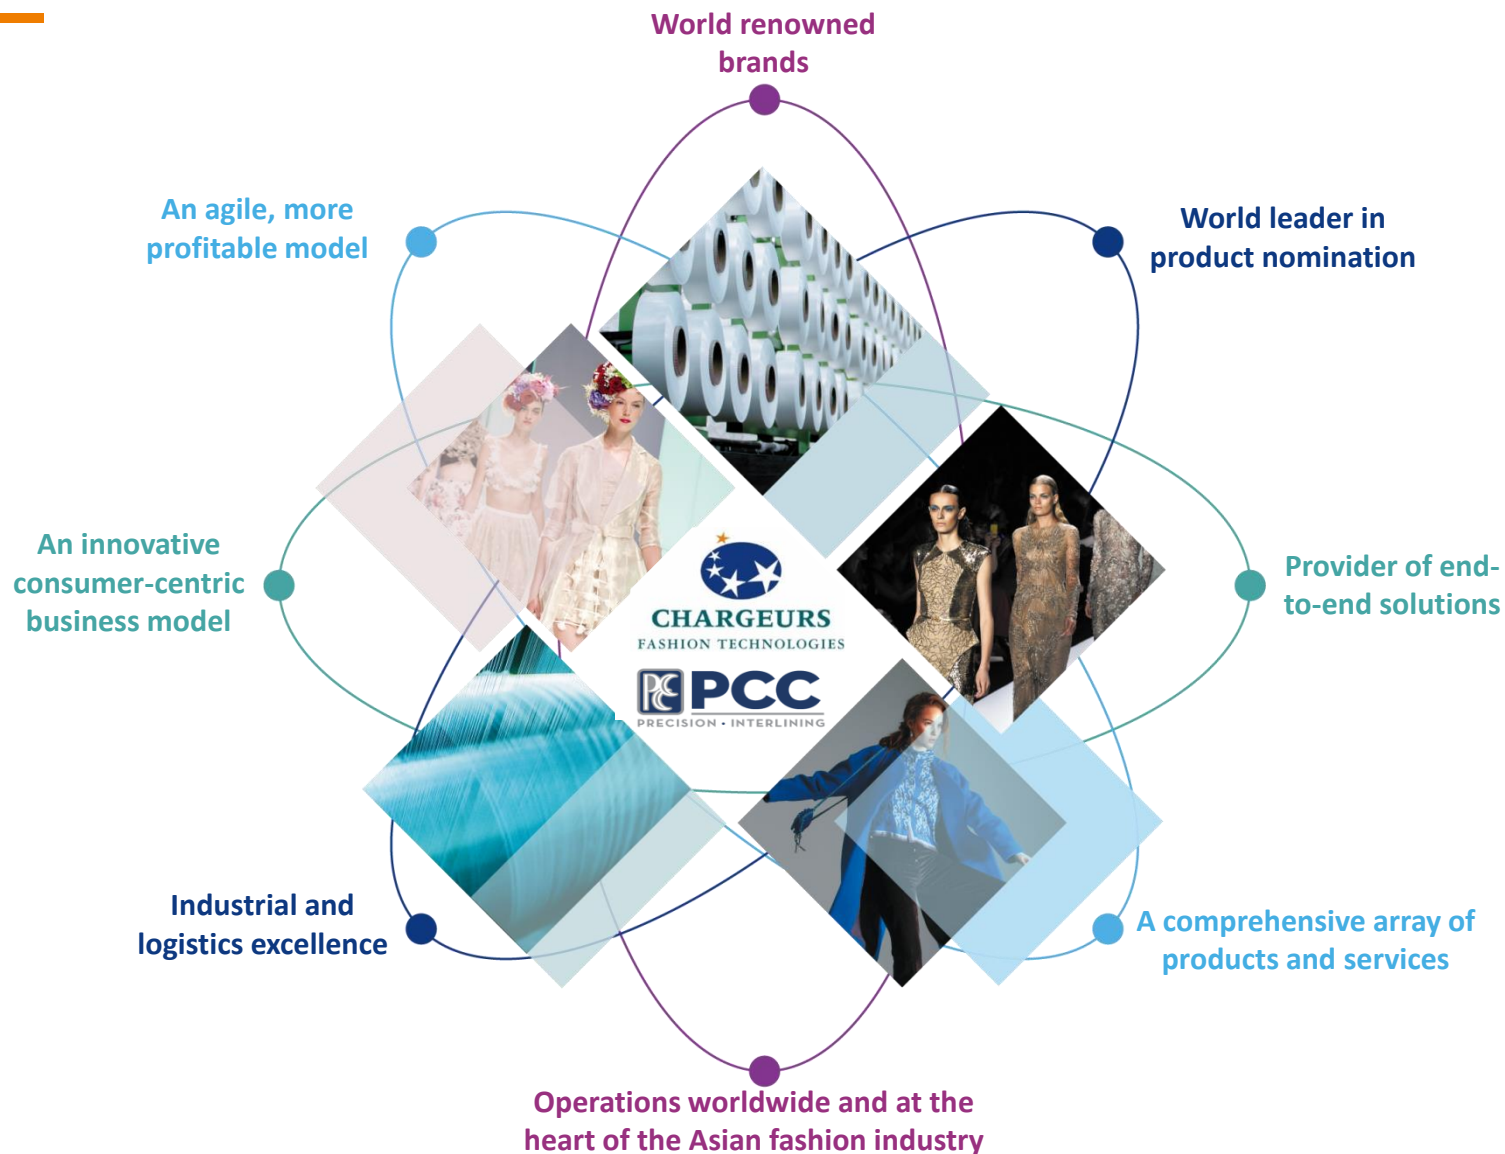 World renowned
brands
An agile, more
profitable model
World leader in
product nomination
An innovative
consumer-centric
business model
Provider of end-
to-end solutions
CHARGEURS
FASHION TECHNOLOGIES
PCC PCC
PRECISION • INTERLINING
Industrial and
logistics excellence
A comprehensive array of
products and services
Operations worldwide and at the
heart of the Asian fashion industry